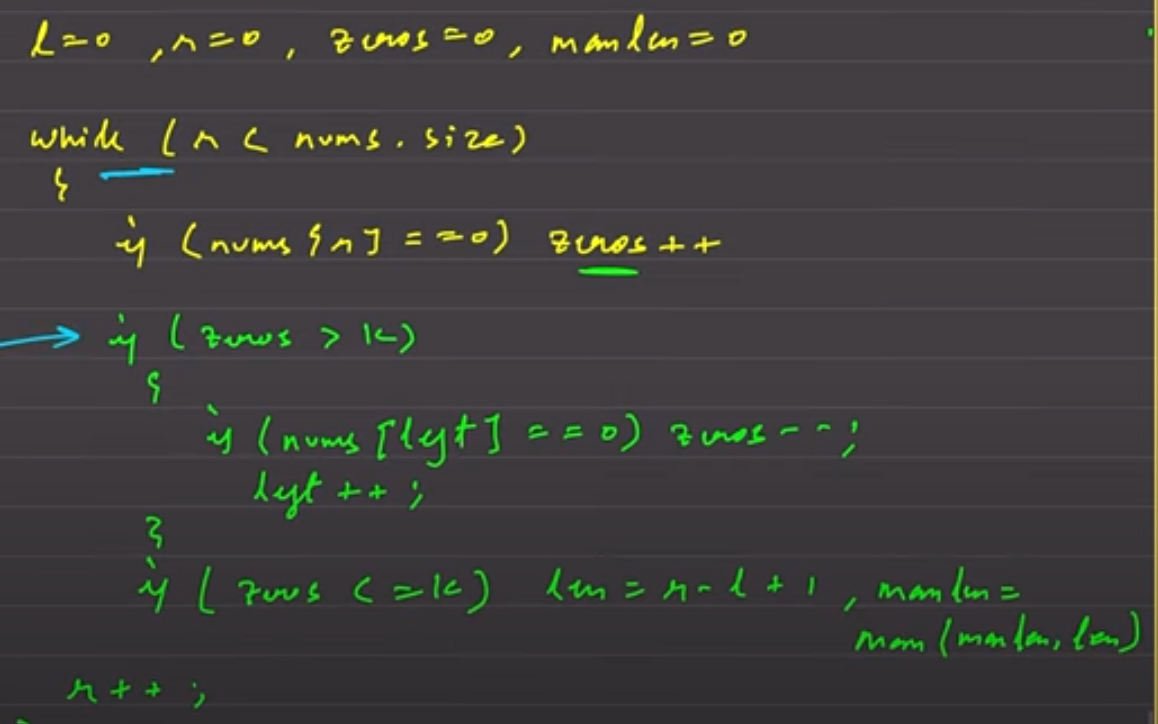 l=0 , r=0 , zeros=0, maxlen=0
while (r < nums.size)
{
if (nums[r] ==0) zeros++
if (zeros > k)
{
if (nums[left] ==0) zeros--;
left++;
}
if (zeros <=k) len=r-l+1, maxlen=
max(maxlen, len)
r++;